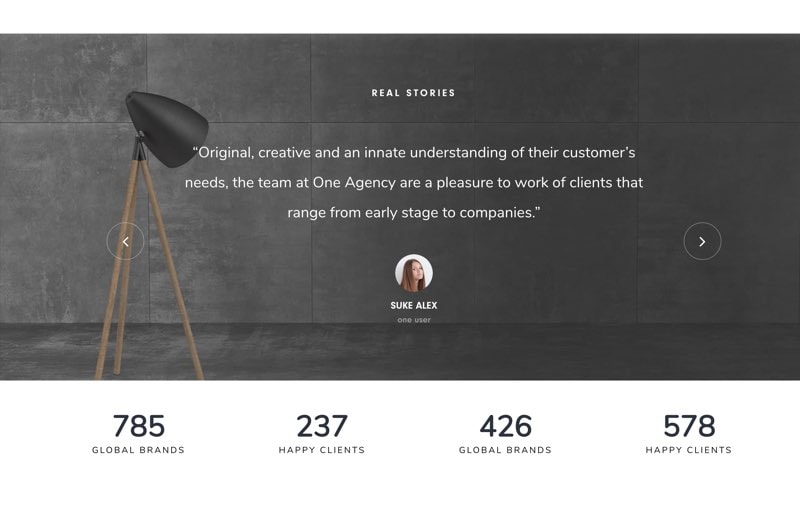 REAL STORIES
“Original, creative and an innate understanding of their customer’s
needs, the team at One Agency are a pleasure to work of clients that
range from early stage to companies.”
SUKE ALEX
one user
785
GLOBAL BRANDS
237
HAPPY CLIENTS
426
GLOBAL BRANDS
578
HAPPY CLIENTS